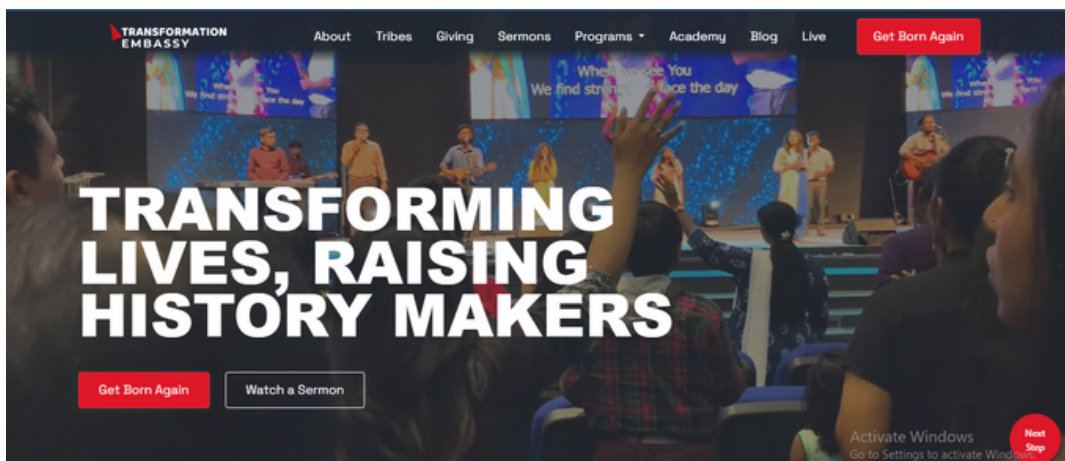 TRANSFORMATION
EMBASSY
About Tribes Giving Sermons Programs Academy Blog Live Get Born Again
When we see You
We find strength to face the day
TRANSFORMING
LIVES, RAISING
HISTORY MAKERS
Get Born Again Watch a Sermon
Activate Windows
Go to Settings to activate Windows.
Next
Step